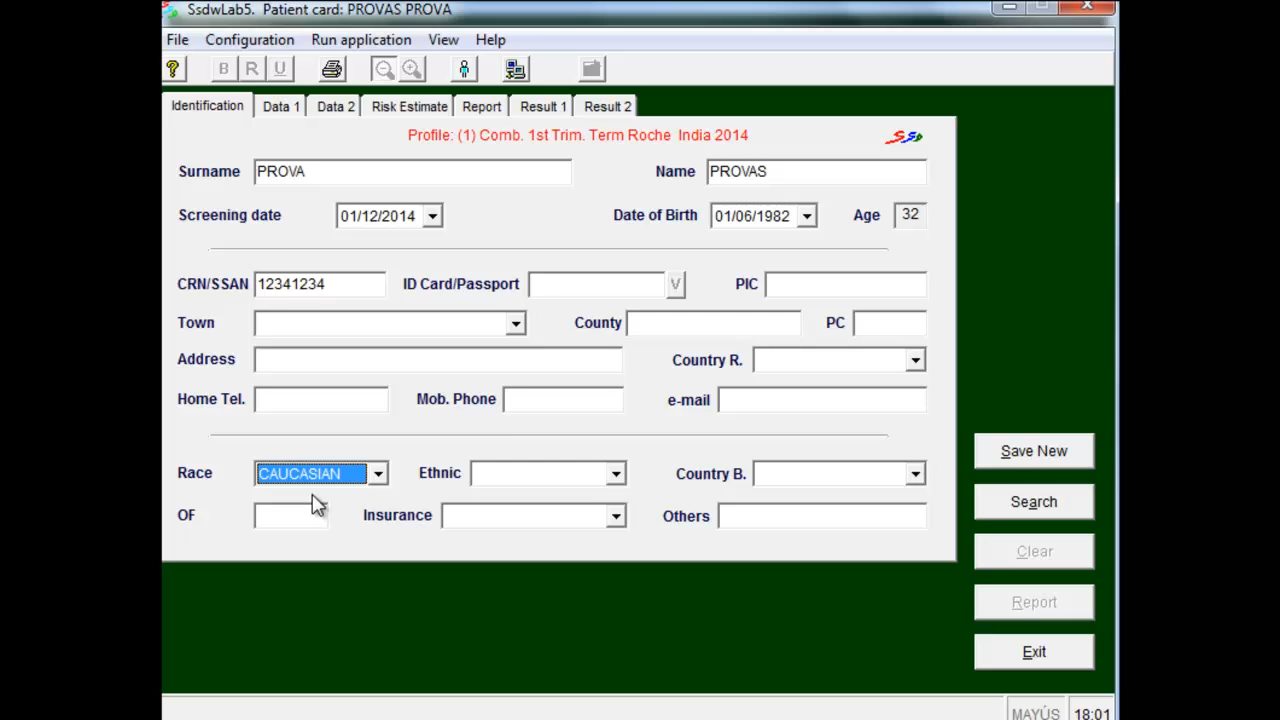 SsdwLab5. Patient card: PROVAS PROVA
File Configuration Run application View Help
? B R U
Identification Data 1 Data 2 Risk Estimate Report Result 1 Result 2
Profile: (1) Comb. 1st Trim. Term Roche India 2014 SSD
Surname PROVA Name PROVAS
Screening date 01/12/2014 Date of Birth 01/06/1982 Age 32
CRN/SSAN 12341234 ID Card/Passport V PIC
Town County PC
Address Country R.
Home Tel. Mob. Phone e-mail
Race CAUCASIAN Ethnic Country B.
OF Insurance Others
Save New
Search
Clear
Report
Exit
MAYÚS 18:01